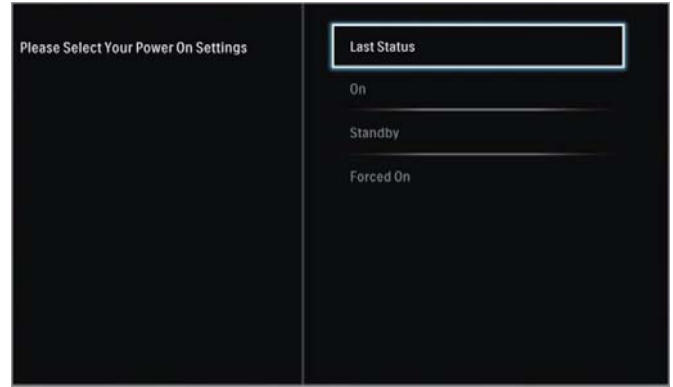 Please Select Your Power On Settings
Last Status
On
Standby
Forced On